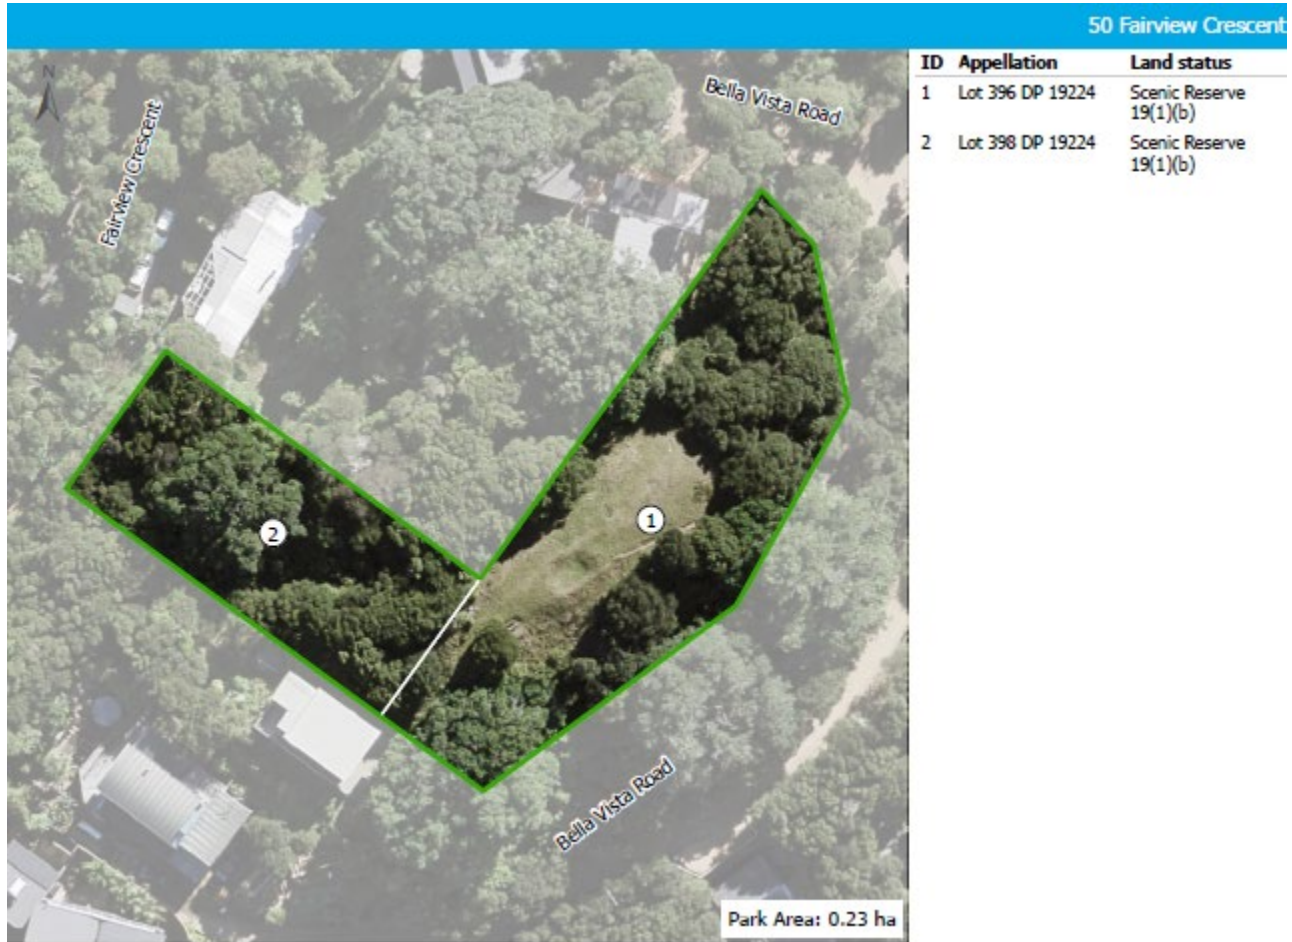 50 Fairview Crescent
ID Appellation Land status
1 Lot 396 DP 19224 Scenic Reserve
19(1)(b)
2 Lot 398 DP 19224 Scenic Reserve
19(1)(b)
N
Bella Vista Road
Fairview Crescent
1
2
Bella Vista Road
Park Area: 0.23 ha